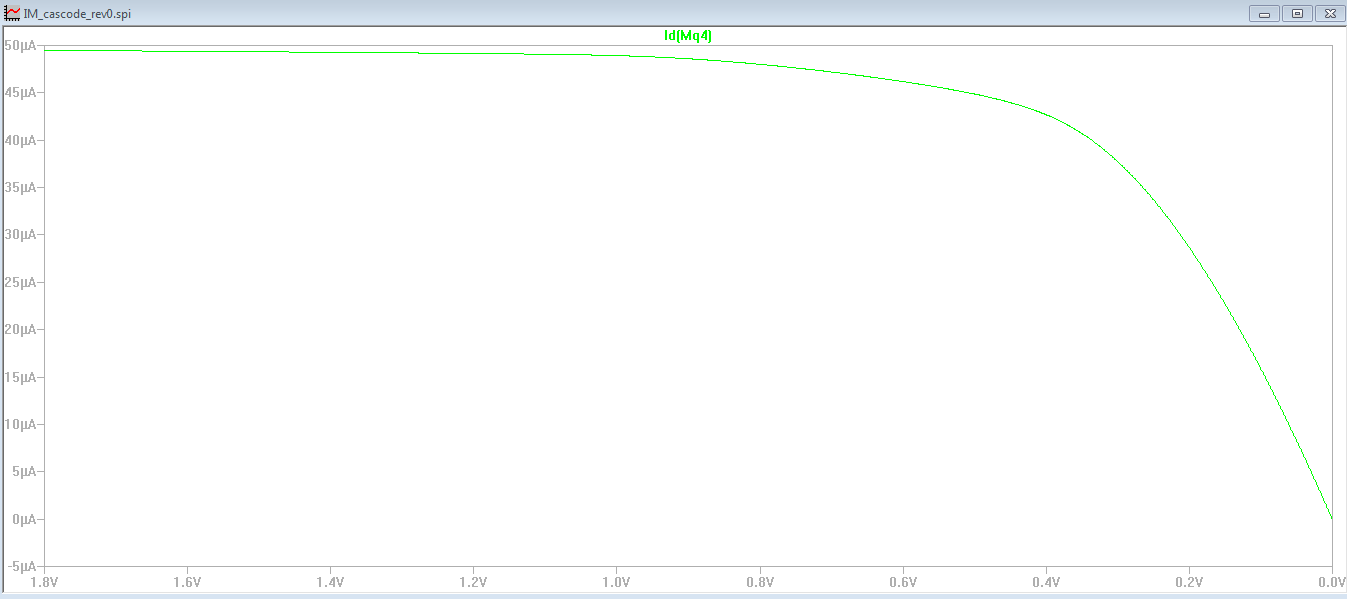 IM_cascode_rev0.spi
Id(Mq4)
50µA
45µA
40µA
35µA
30µA
25µA
20µA
15µA
10µA
5µA
0µA
-5µA
1.8V 1.6V 1.4V 1.2V 1.0V 0.8V 0.6V 0.4V 0.2V 0.0V